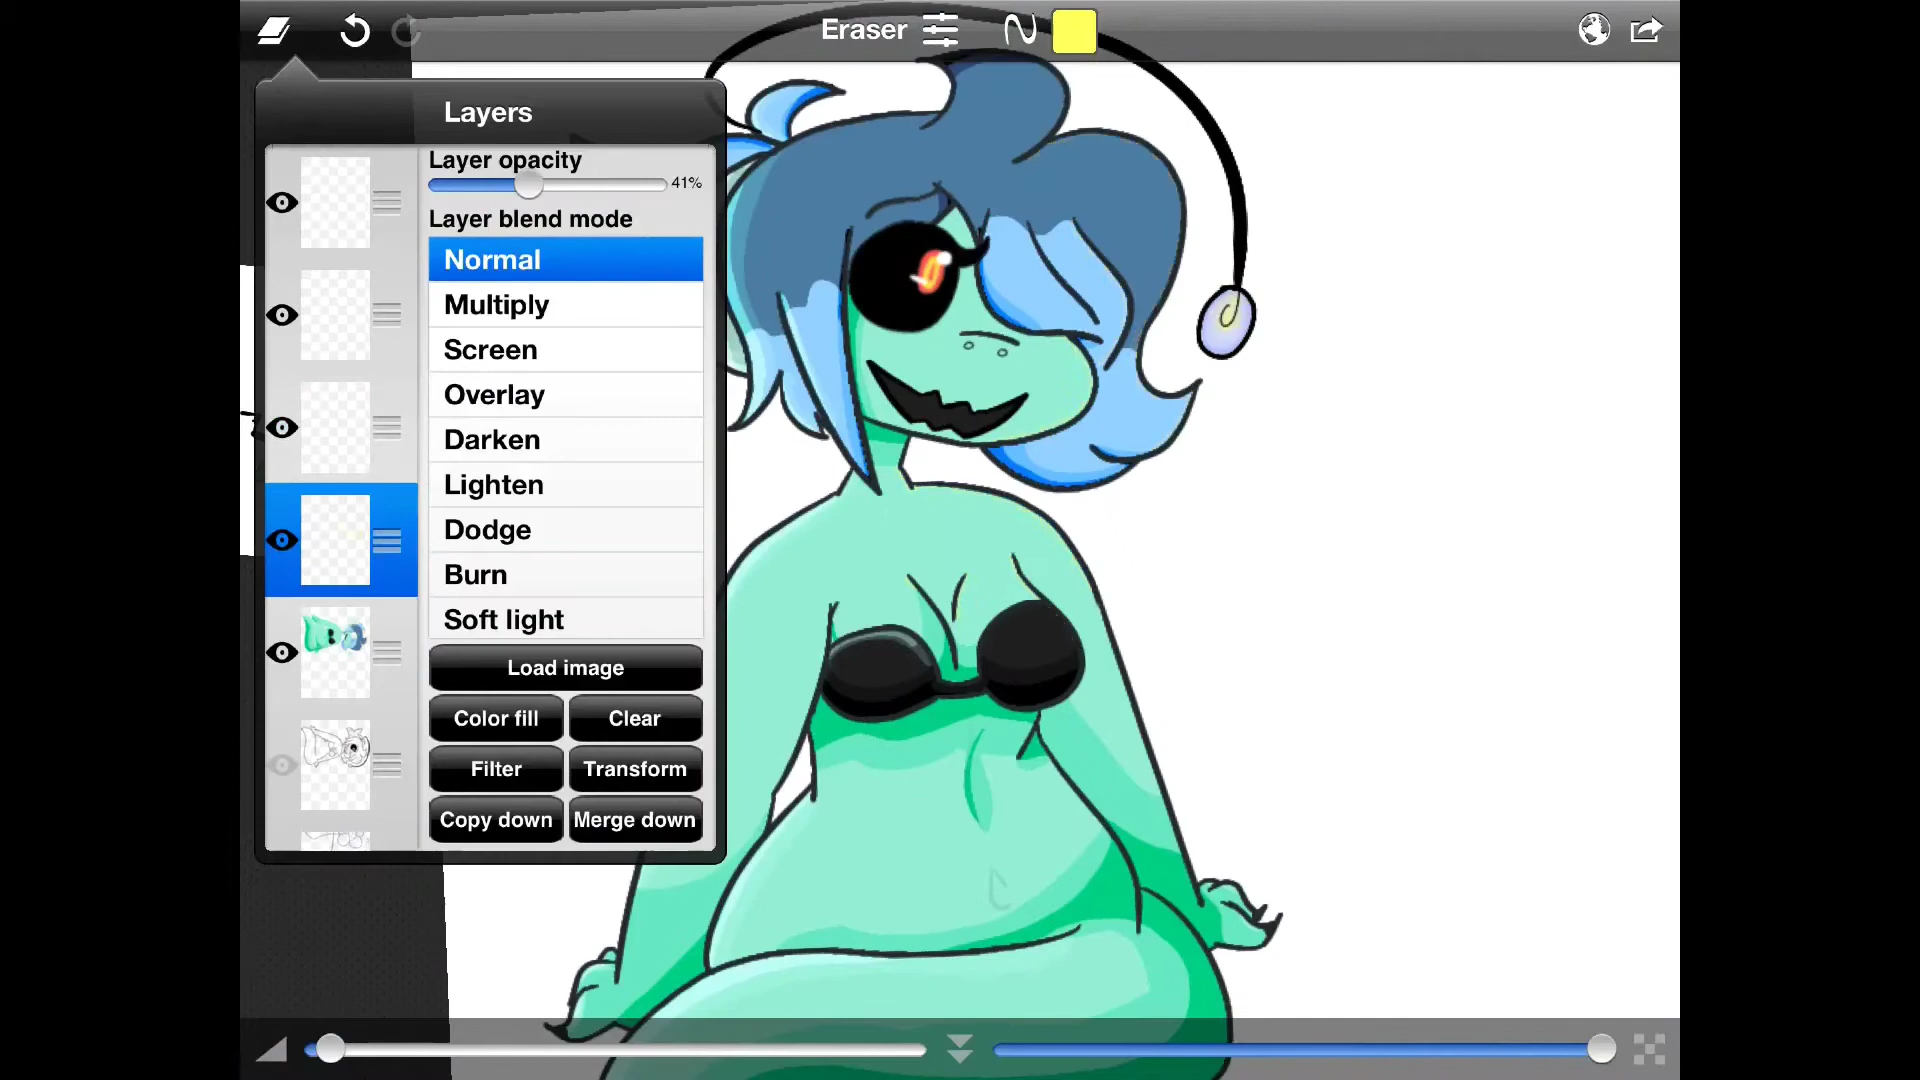 Eraser
Layers
Layer opacity
41%
Layer blend mode
Normal
Multiply
Screen
Overlay
Darken
Lighten
Dodge
Burn
Soft light
Load image
Color fill
Clear
Filter
Transform
Copy down
Merge down